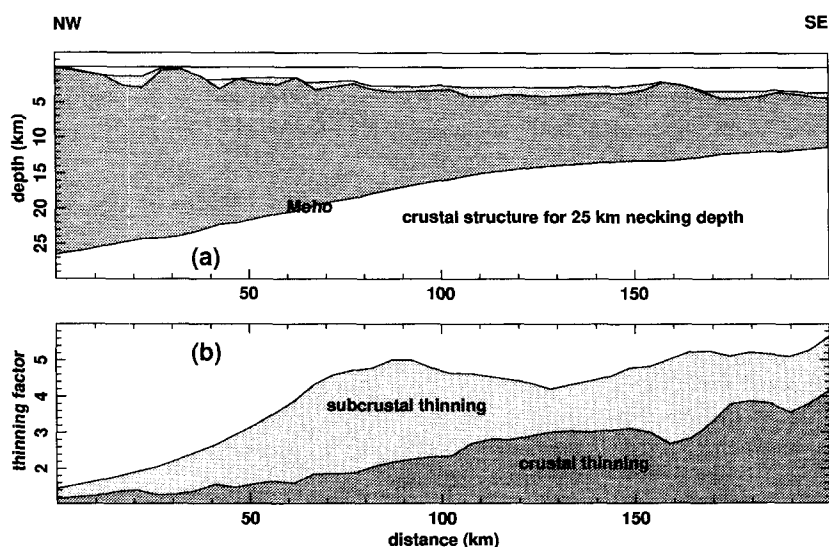 NW SE
depth (km)
5
10
15
20
25
Moho
crustal structure for 25 km necking depth
(a)
50 100 150
thinning factor
5
4
3
2
(b)
subcrustal thinning
crustal thinning
50 100 150
distance (km)